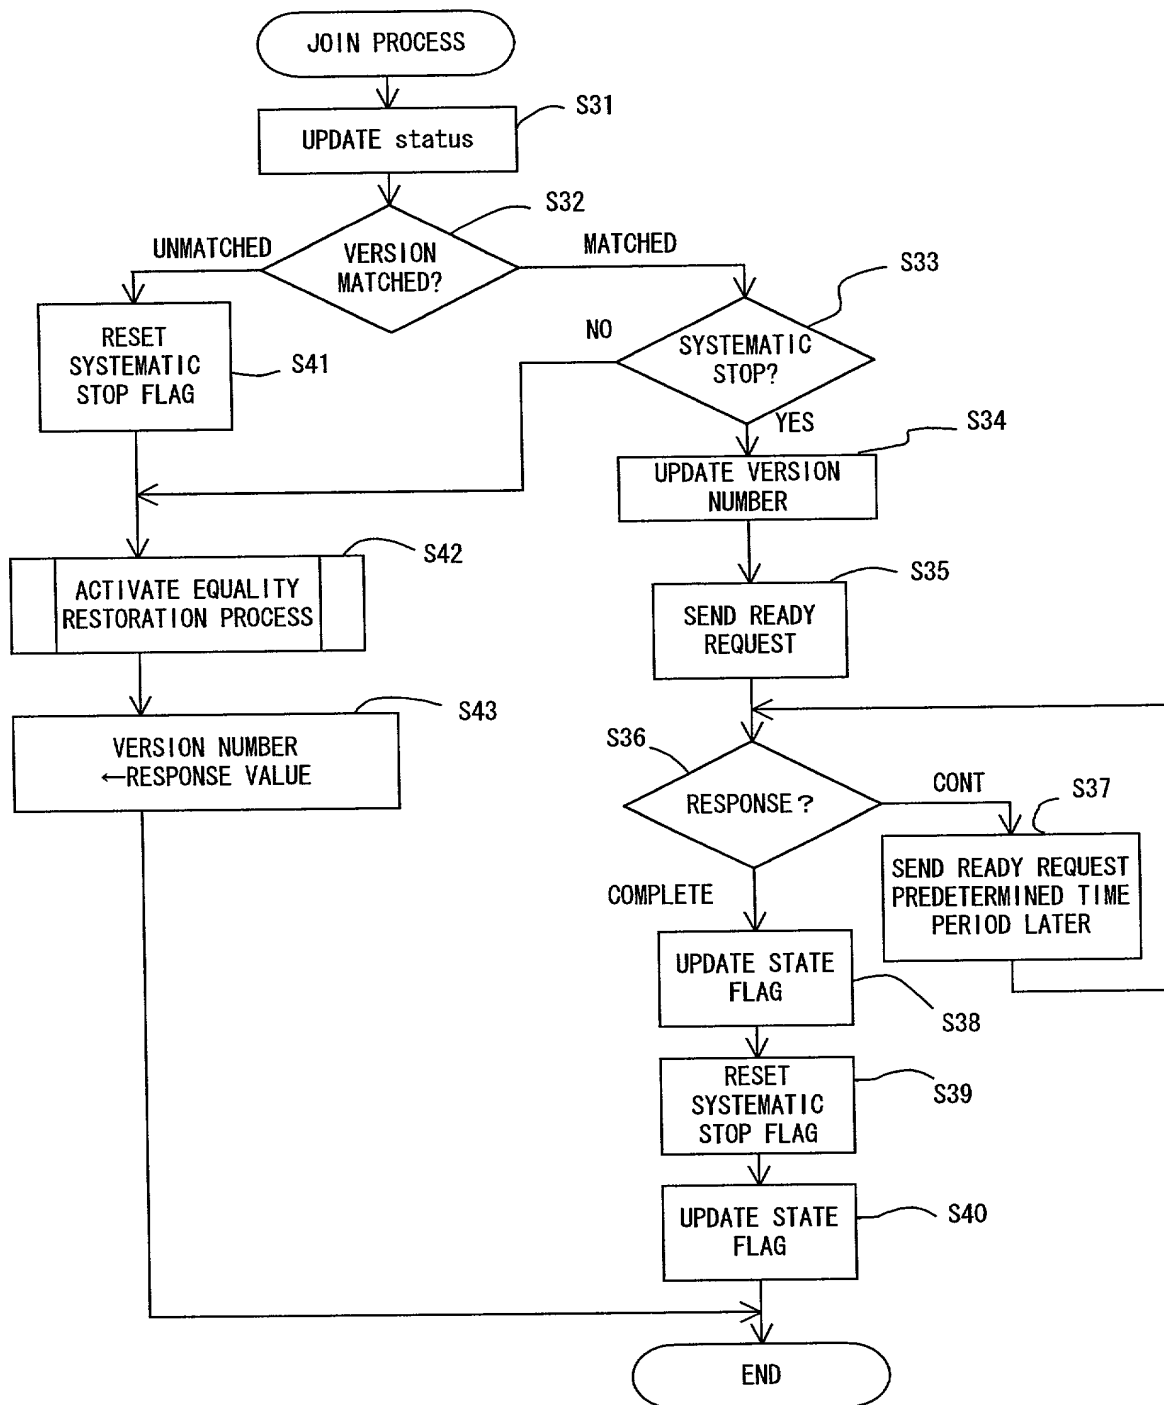 JOIN PROCESS
S31
UPDATE status
S32
UNMATCHED
VERSION
MATCHED?
MATCHED
S33
RESET
SYSTEMATIC
STOP FLAG
S41
NO
SYSTEMATIC
STOP?
YES
S34
UPDATE VERSION
NUMBER
S42
ACTIVATE EQUALITY
RESTORATION PROCESS
S35
SEND READY
REQUEST
S43
VERSION NUMBER
←RESPONSE VALUE
S36
RESPONSE?
CONT
S37
SEND READY REQUEST
PREDETERMINED TIME
PERIOD LATER
COMPLETE
UPDATE STATE
FLAG
S38
RESET
SYSTEMATIC
STOP FLAG
S39
UPDATE STATE
FLAG
S40
END